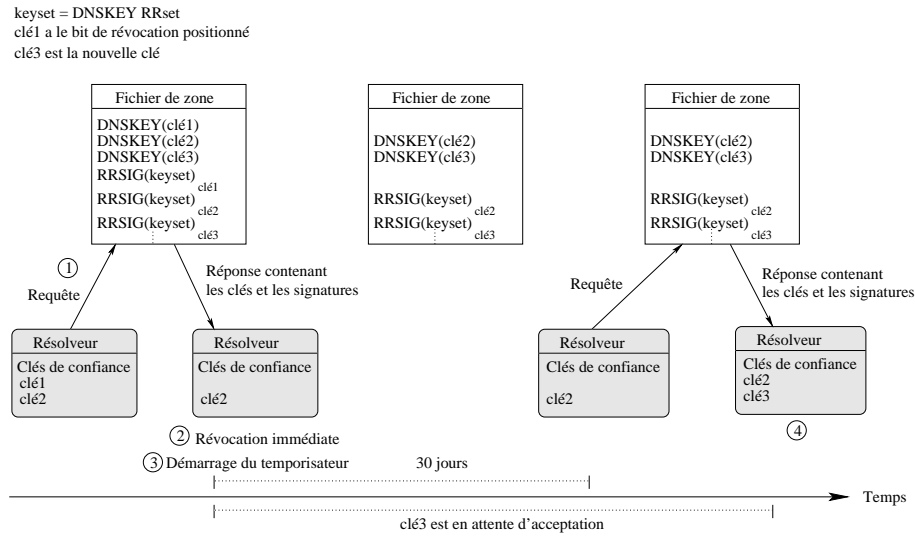 keyset = DNSKEY RRset
clé1 a le bit de révocation positionné
clé3 est la nouvelle clé
Fichier de zone
DNSKEY(clé1)
DNSKEY(clé2)
DNSKEY(clé3)
RRSIG(keyset) clé1
RRSIG(keyset) clé2
RRSIG(keyset) clé3
Fichier de zone
DNSKEY(clé2)
DNSKEY(clé3)
RRSIG(keyset) clé2
RRSIG(keyset) clé3
Fichier de zone
DNSKEY(clé2)
DNSKEY(clé3)
RRSIG(keyset) clé2
RRSIG(keyset) clé3
1
Requête
Réponse contenant
les clés et les signatures
Requête
Réponse contenant
les clés et les signatures
Résolveur
Clés de confiance
clé1
clé2
Résolveur
Clés de confiance
clé2
Résolveur
Clés de confiance
clé2
Résolveur
Clés de confiance
clé2
clé3
2 Révocation immédiate
4
3 Démarrage du temporisateur
30 jours
Temps
clé3 est en attente d'acceptation